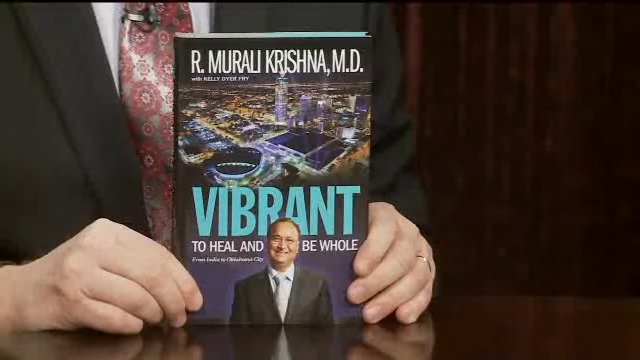 R. MURALI KRISHNA, M.D.
with KELLY DYER FRY
VIBRANT
TO HEAL AND BE WHOLE
From India to Oklahoma City